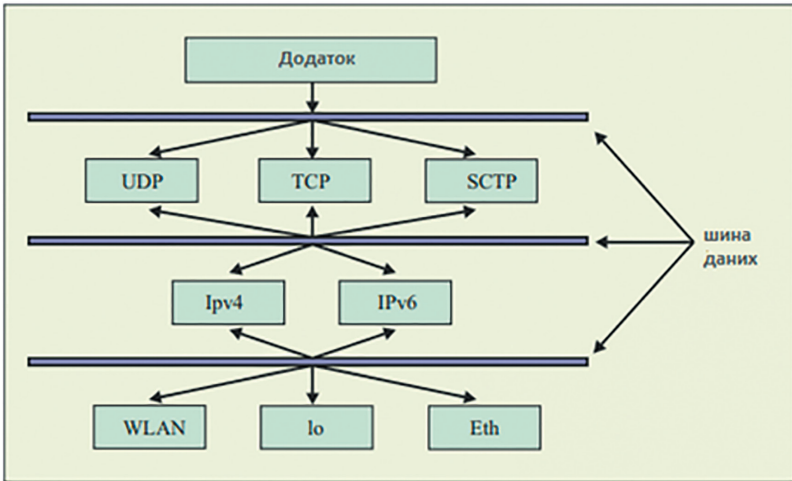 Додаток
UDP
TCP
SCTP
шина
даних
Ipv4
IPv6
WLAN
lo
Eth